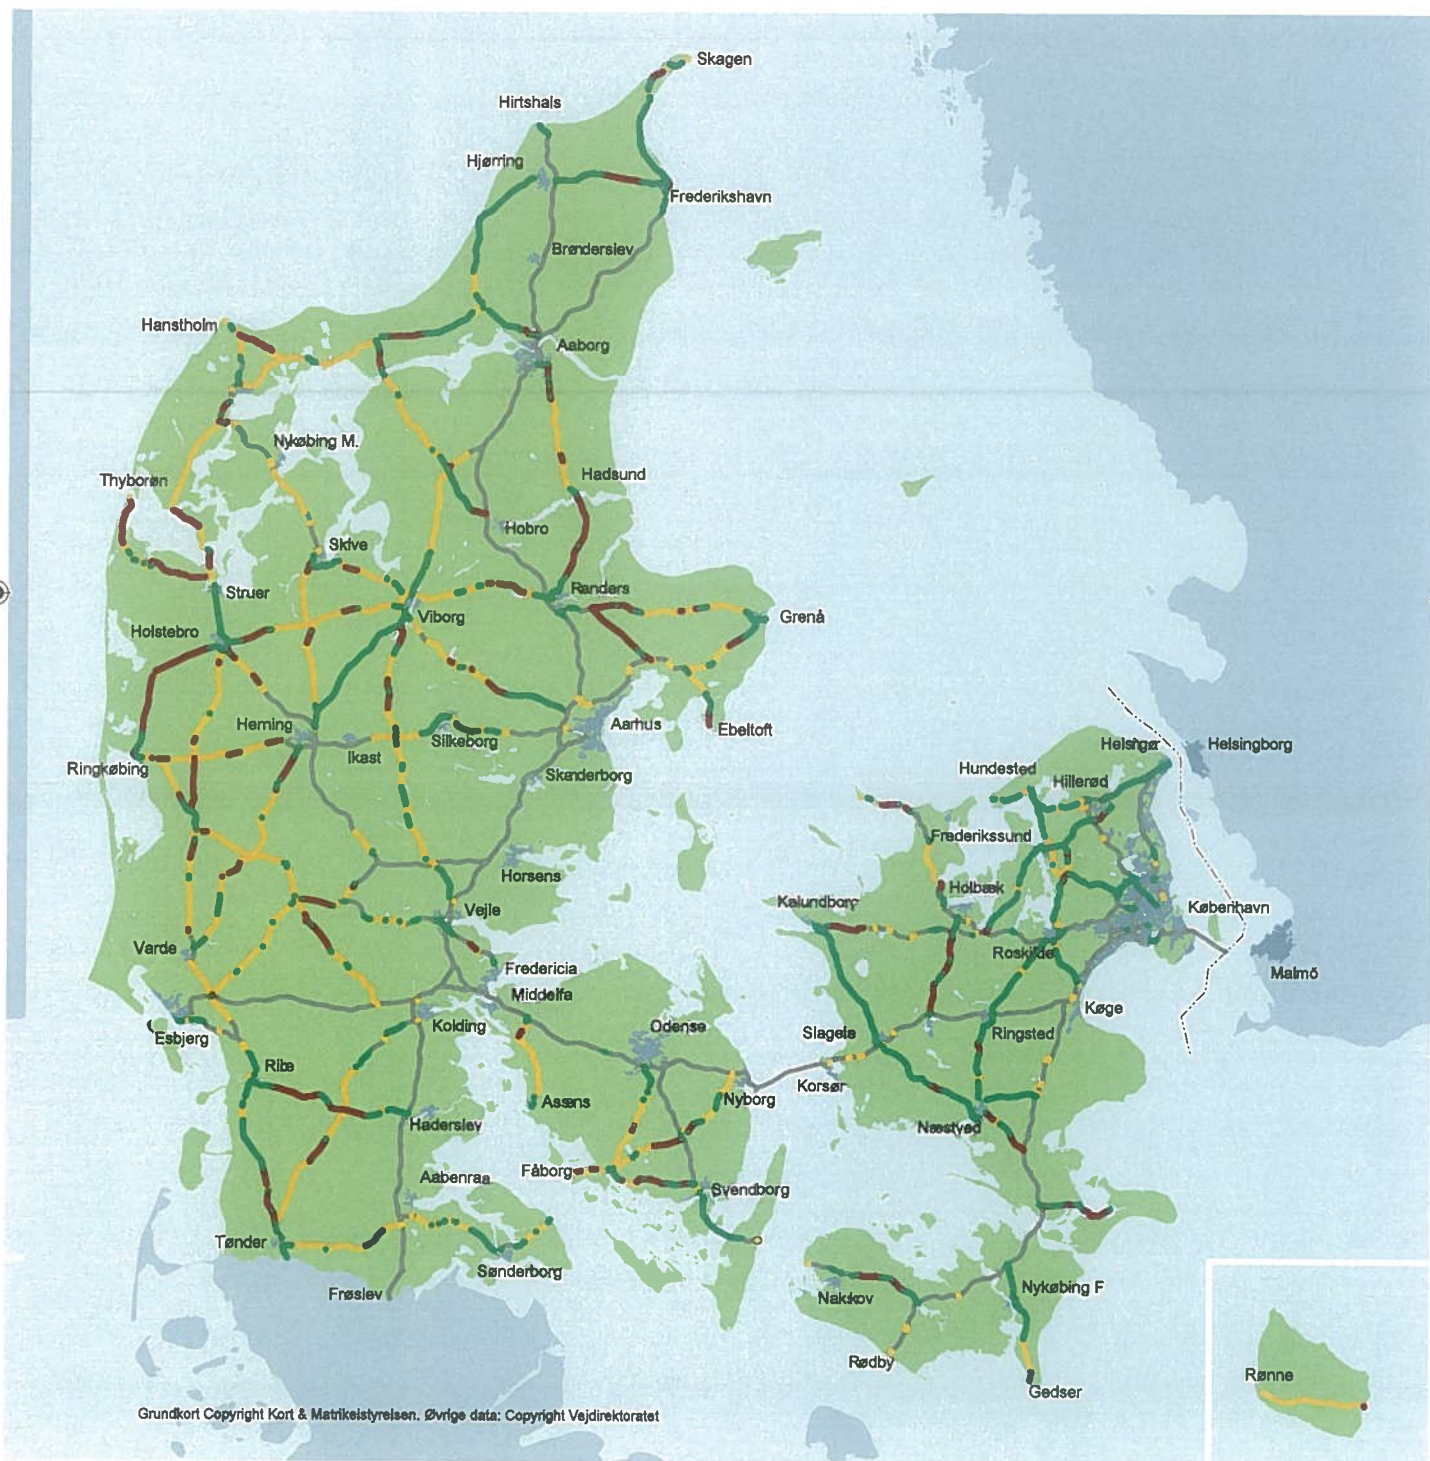 Skagen
Hirtshals
Hjørring
Frederikshavn
Brønderslev
Hanstholm
Aaborg
Nykøbing M.
Thyborøn
Hadsund
Hobro
Skive
Struer
Randers
Viborg
Grenå
Holstebro
Herning
Aarhus
Ebeltoft
Silkeborg
Ikast
Ringkøbing
Skanderborg
Helsingør
Helsingborg
Hundested
Hillerød
Frederikssund
Horsens
Holbæk
Kalundborg
København
Vejle
Varde
Roskilde
Fredericia
Malmö
Middelfa
Køge
Esbjerg
Kolding
Odense
Slagelse
Ringsted
Ribe
Korsør
Nyborg
Assens
Haderslev
Næstved
Fåborg
Aabenraa
Svendborg
Tønder
Sønderborg
Frøslev
Nakskov
Nykøbing F
Rødby
Rønne
Gedser
Grundkort Copyright Kort & Matrikelstyrelsen. Øvrige data: Copyright Vejdirektoratet